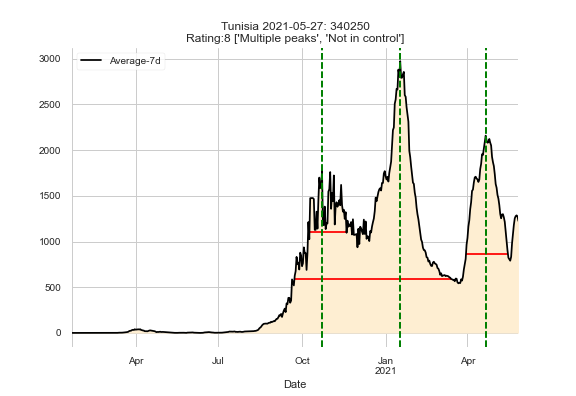 Tunisia 2021-05-27: 340250
Rating:8 ['Multiple peaks', 'Not in control']
Average-7d
3000
2500
2000
1500
1000
500
0
Apr
Jul
Oct
Jan
2021
Apr
Date